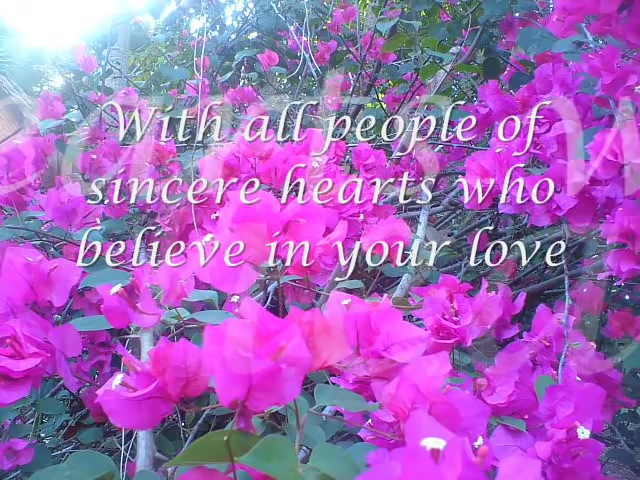 With all people of
sincere hearts who
believe in your love